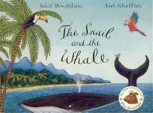 Julia Donaldson Axel Scheffler
The Snail
and the
Whale